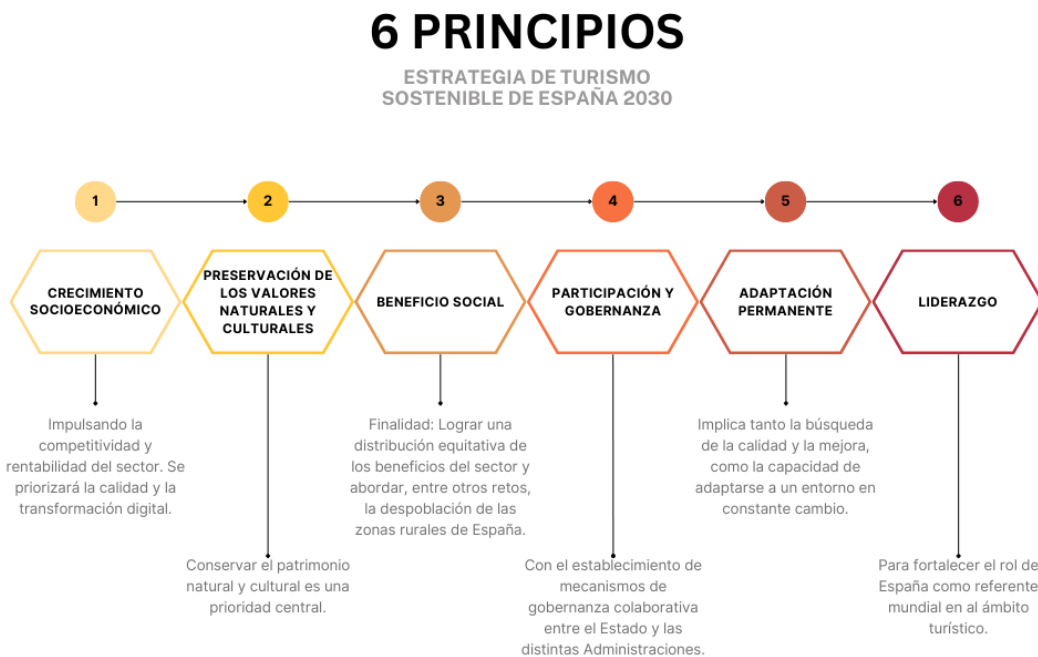 6 PRINCIPIOS
ESTRATEGIA DE TURISMO
SOSTENIBLE DE ESPAÑA 2030
1
2
3
4
5
6
CRECIMIENTO
SOCIOECONÓMICO
PRESERVACIÓN DE
LOS VALORES
NATURALES Y
CULTURALES
BENEFICIO SOCIAL
PARTICIPACIÓN Y
GOBERNANZA
ADAPTACIÓN
PERMANENTE
LIDERAZGO
Impulsando la
competitividad y
rentabilidad del sector. Se
priorizará la calidad y la
transformación digital.
Conservar el patrimonio
natural y cultural es una
prioridad central.
Finalidad: Lograr una
distribución equitativa de
los beneficios del sector y
abordar, entre otros retos,
la despoblación de las
zonas rurales de España.
Con el establecimiento de
mecanismos de
gobernanza colaborativa
entre el Estado y las
distintas Administraciones.
Implica tanto la búsqueda
de la calidad y la mejora,
como la capacidad de
adaptarse a un entorno en
constante cambio.
Para fortalecer el rol de
España como referente
mundial en al ámbito
turístico.